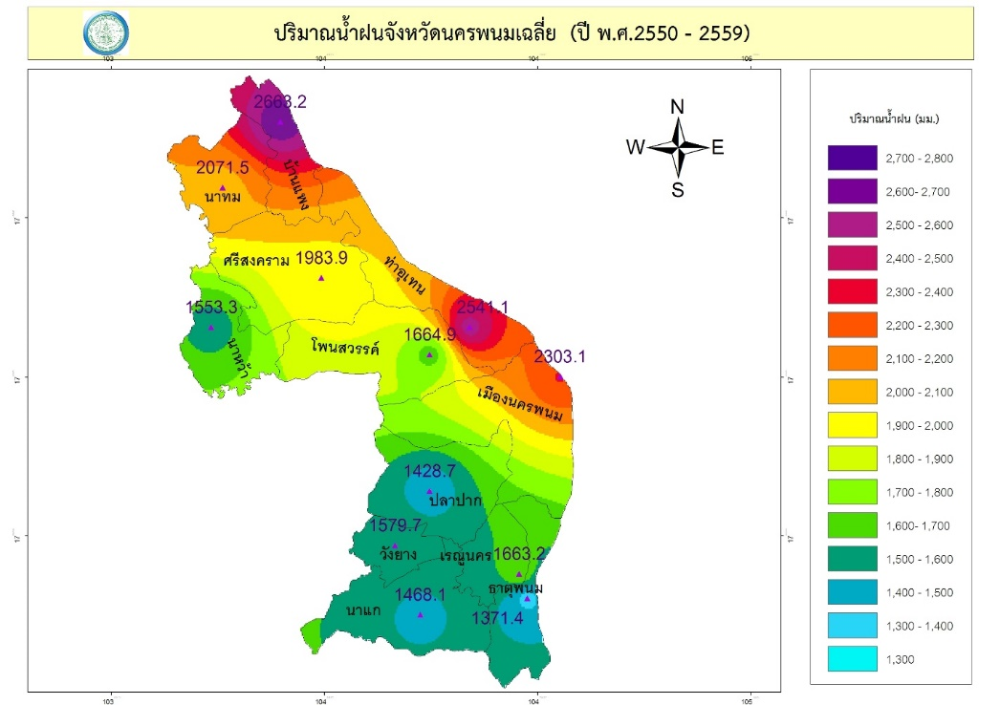 ปริมาณน้ำฝนจังหวัดนครพนมเฉลี่ย (ปี พ.ศ.2550 - 2559)
103 104 104 105
2663.2
N
W E
S
ปริมาณน้ำฝน (มม.)
2,700 - 2,800
2,600- 2,700
2,500 - 2,600
2,400 - 2,500
2,300 - 2,400
2,200 - 2,300
2,100 - 2,200
2,000 - 2,100
1,900 - 2,000
1,800 - 1,900
1,700 - 1,800
1,600- 1,700
1,500 - 1,600
1,400 - 1,500
1,300 - 1,400
1,300
บ้านแพง
2071.5
นาทม
17 17
ศรีสงคราม 1983.9
ท่าอุเทน
1553.3
2541.1
นาหว้า
โพนสวรรค์
1664.9
2303.1
17 17
เมืองนครพนม
1428.7
ปลาปาก
1579.7
17 17
วังยาง
เรณูนคร 1663.2
ธาตุพนม
1468.1
นาแก
1371.4
103 104 104 105